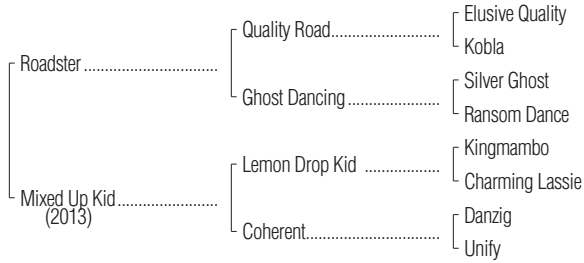 Elusive Quality
Quality Road
Kobla
Roadster
Silver Ghost
Ghost Dancing
Ransom Dance
Kingmambo
Lemon Drop Kid
Charming Lassie
Mixed Up Kid
(2013)
Danzig
Coherent
Unify